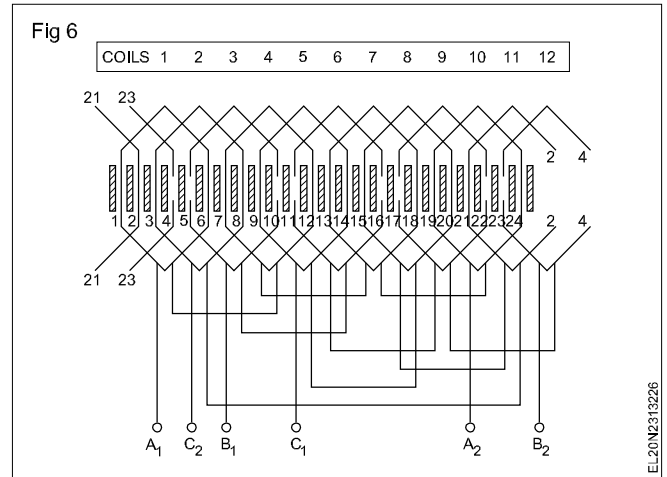 Fig 6
COILS 1 2 3 4 5 6 7 8 9 10 11 12
21 23
2 4
1 2 3 4 5 6 7 8 9 10 11 12 13 14 15 16 17 18 19 20 21 22 23 24
2 4
21 23
A1 C2 B1 C1 A2 B2
EL20N2313226